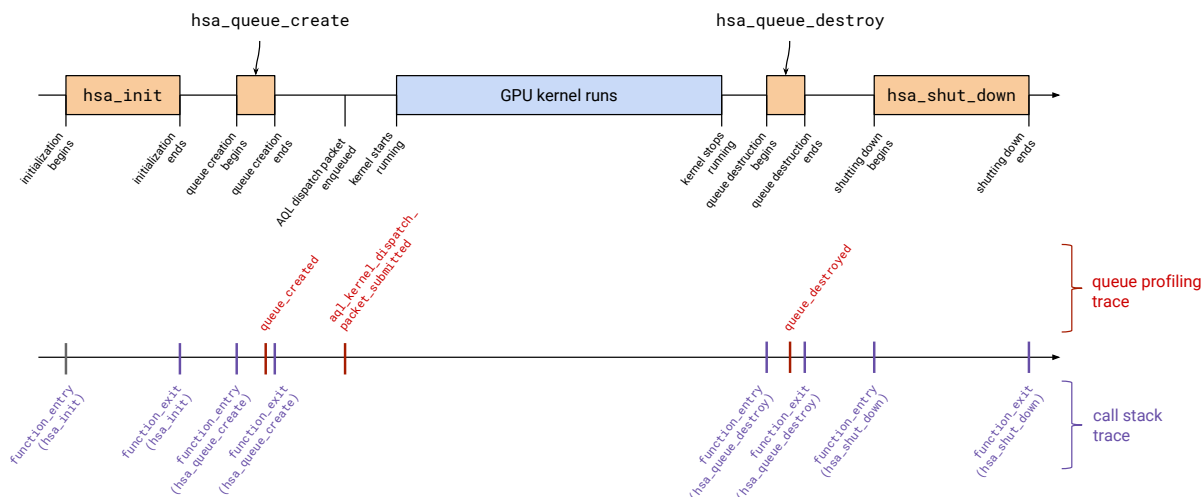 hsa_queue_create
hsa_queue_destroy
hsa_init
GPU kernel runs
hsa_shut_down
initialization
begins
initialization
ends
queue creation
begins
queue creation
ends
AQL dispatch packet
enqueued
kernel starts
running
kernel stops
running
queue destruction
begins
queue destruction
ends
shutting down
begins
shutting down
ends
queue_created
aql_kernel_dispatch_
packet_submitted
queue_destroyed
queue profiling
trace
function_entry
(hsa_init)
function_exit
(hsa_init)
function_entry
(hsa_queue_create)
function_exit
(hsa_queue_create)
function_entry
(hsa_queue_destroy)
function_exit
(hsa_queue_destroy)
function_entry
(hsa_shut_down)
function_exit
(hsa_shut_down)
call stack
trace